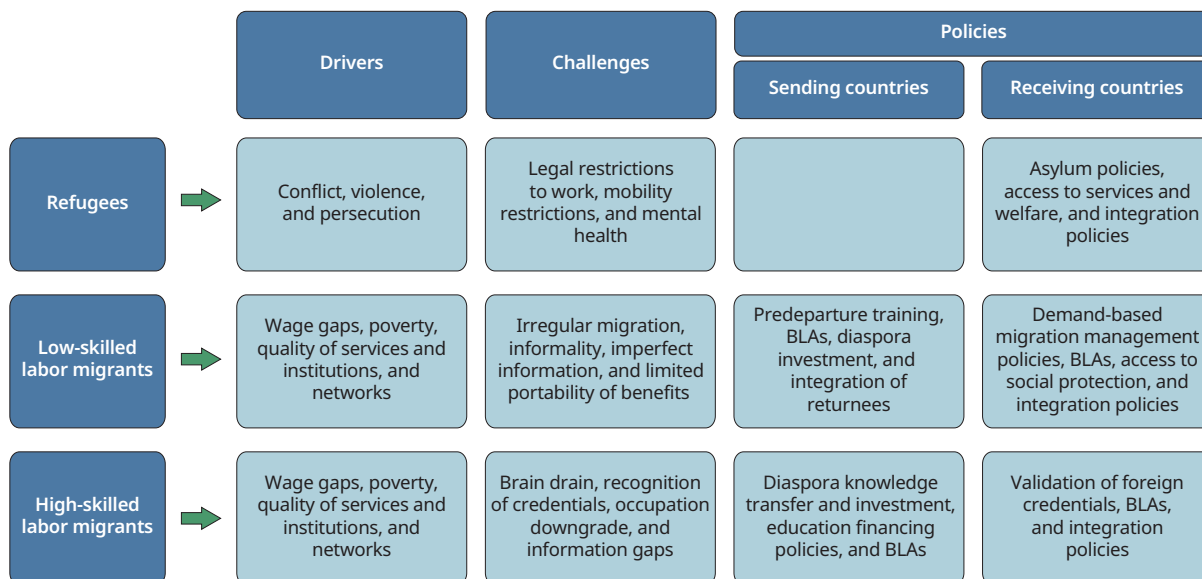 Policies
Drivers
Challenges
Sending countries
Receiving countries
Refugees
Conflict, violence,
and persecution
Legal restrictions
to work, mobility
restrictions, and mental
health
Asylum policies,
access to services and
welfare, and integration
policies
Low-skilled
labor migrants
Wage gaps, poverty,
quality of services and
institutions, and
networks
Irregular migration,
informality, imperfect
information, and limited
portability of benefits
Predeparture training,
BLAs, diaspora
investment, and
integration of
returnees
Demand-based
migration management
policies, BLAs, access to
social protection, and
integration policies
High-skilled
labor migrants
Wage gaps, poverty,
quality of services and
institutions, and
networks
Brain drain, recognition
of credentials, occupation
downgrade, and
information gaps
Diaspora knowledge
transfer and investment,
education financing
policies, and BLAs
Validation of foreign
credentials, BLAs,
and integration
policies